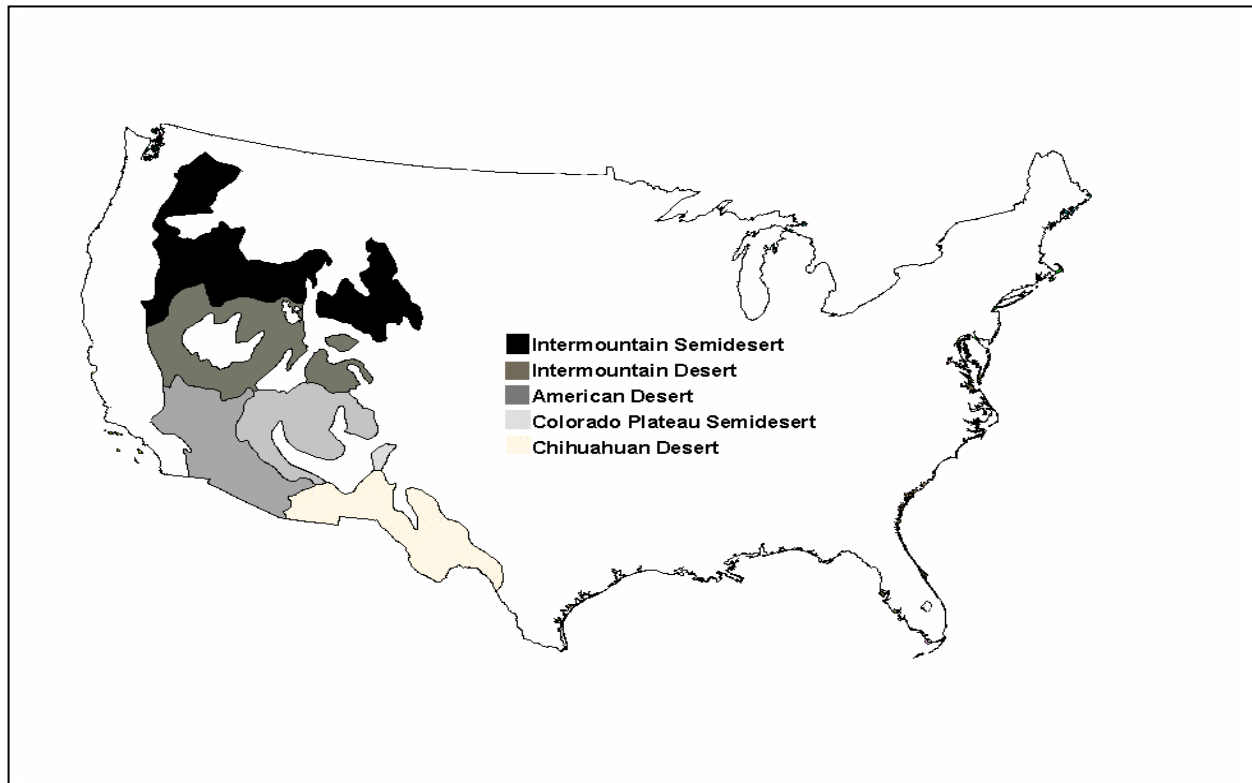 Intermountain Semidesert
Intermountain Desert
American Desert
Colorado Plateau Semidesert
Chihuahuan Desert